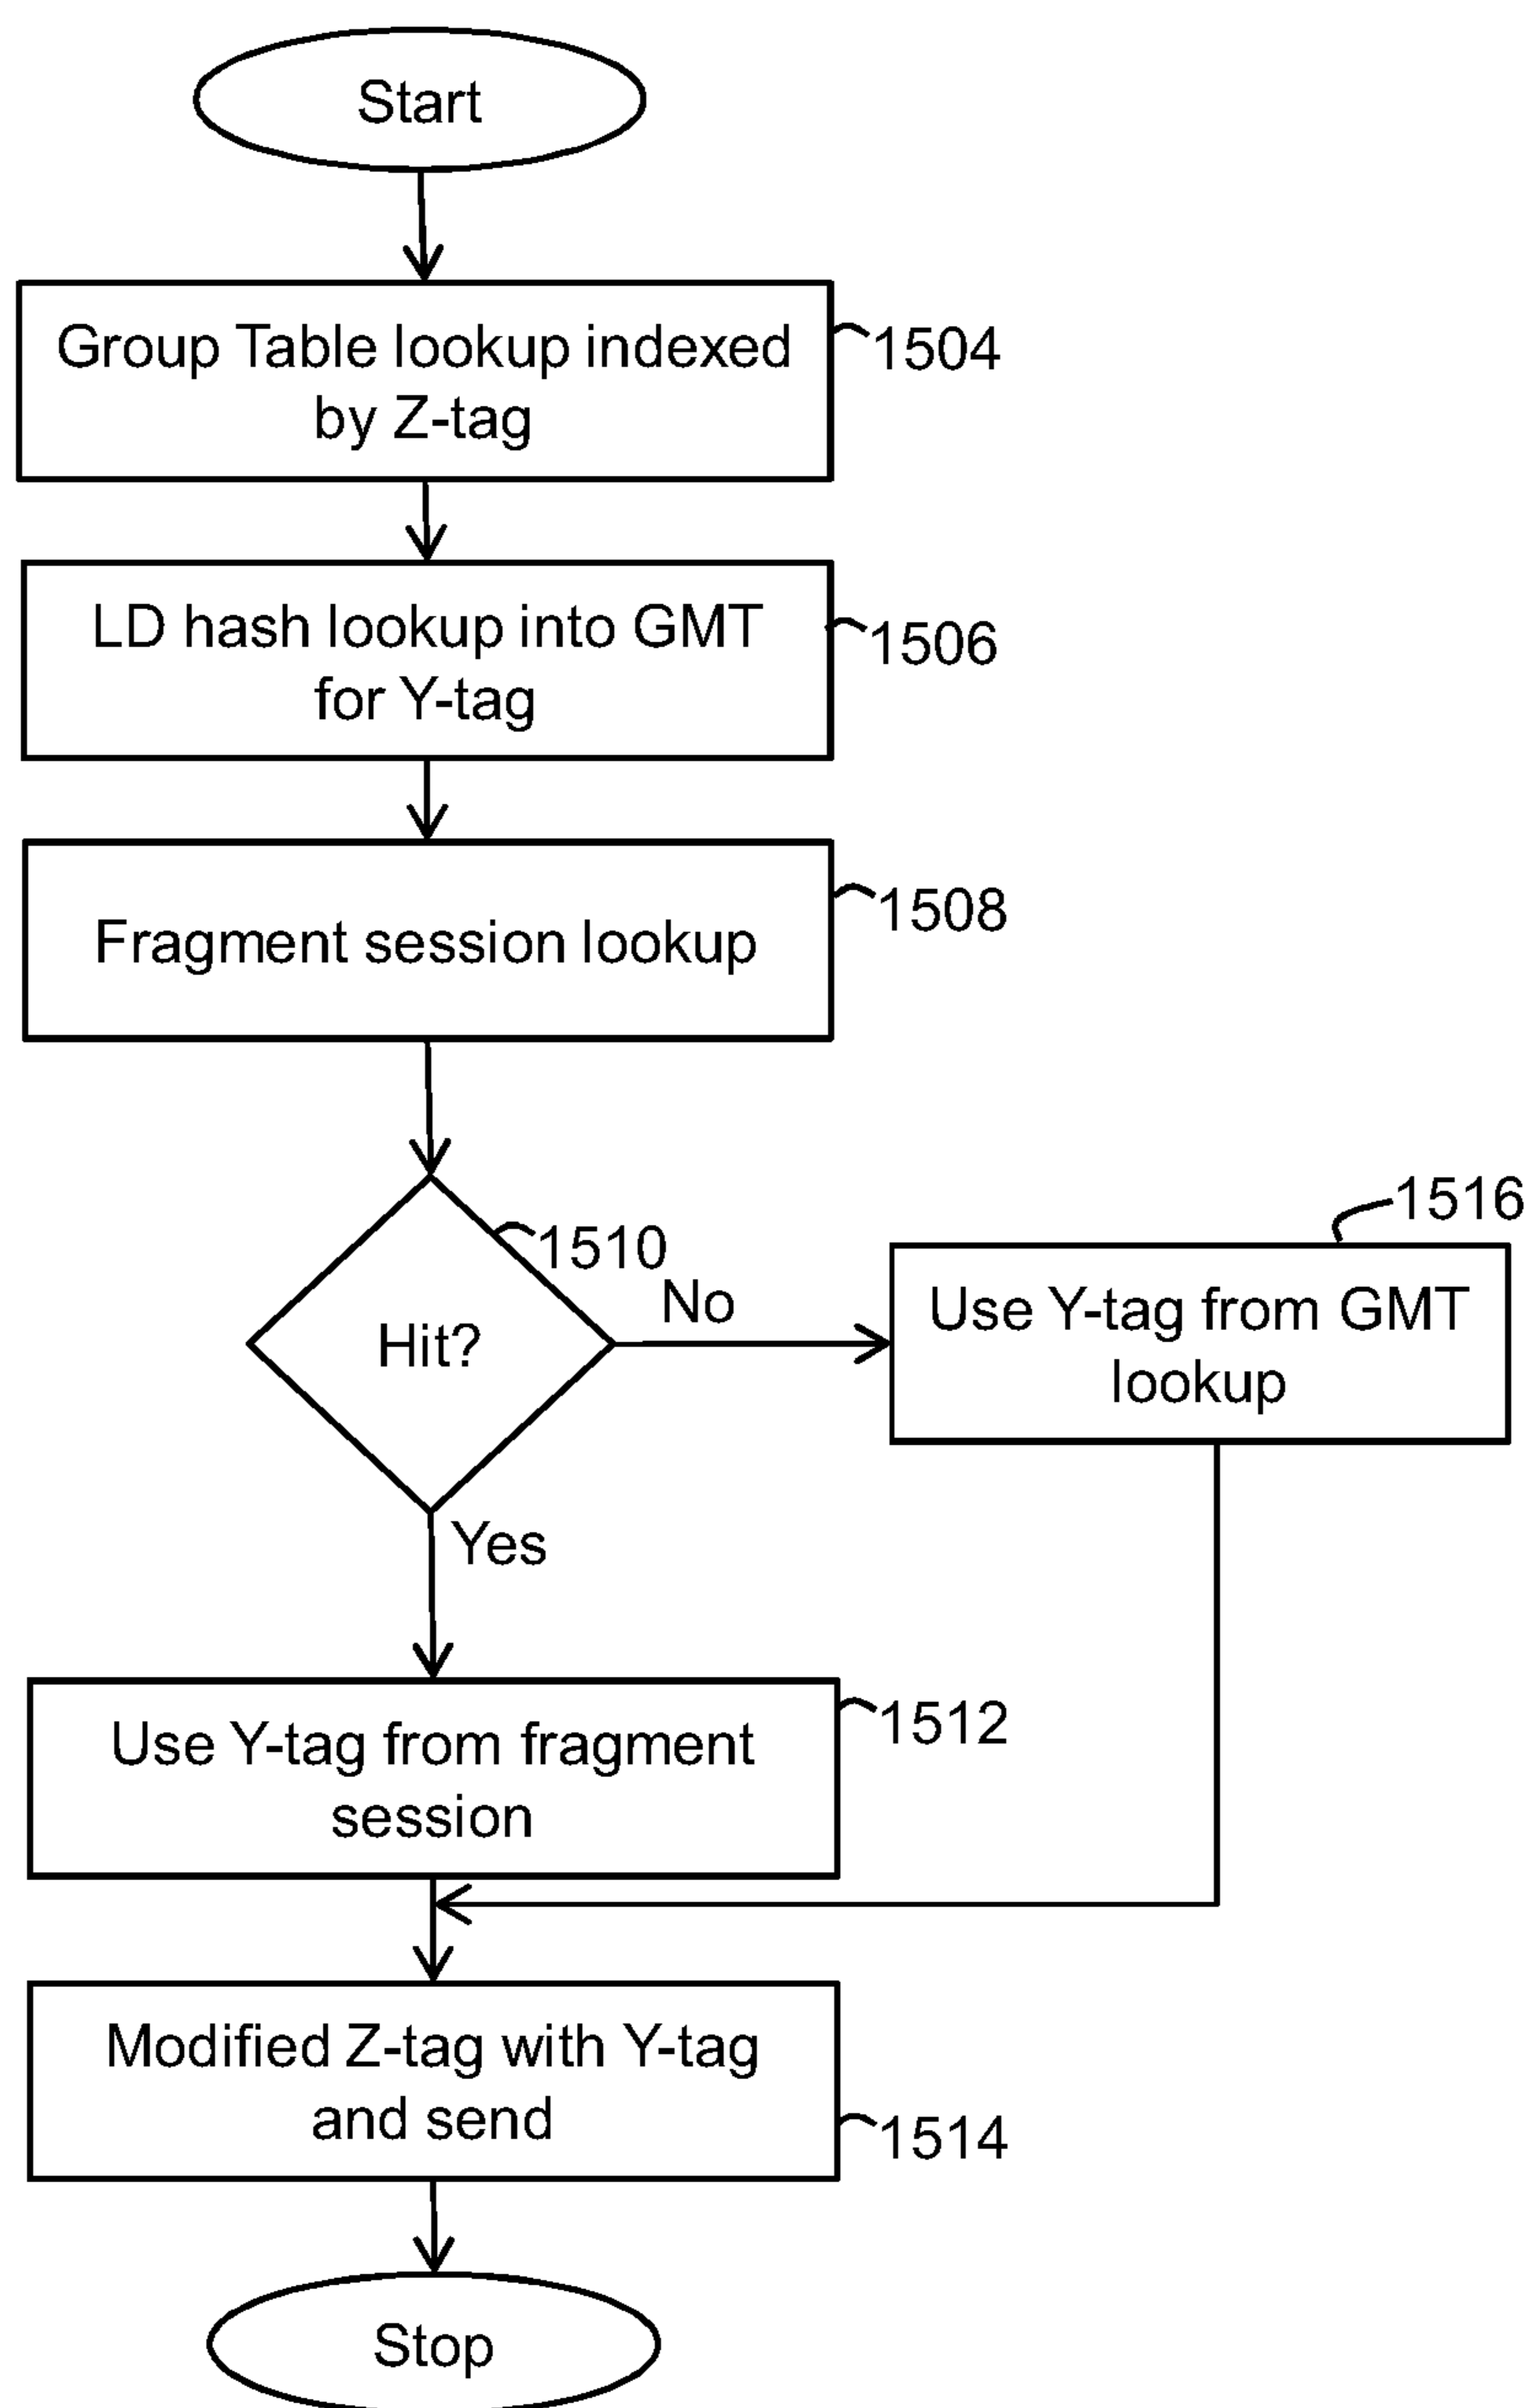 Start
Group Table lookup indexed
by Z-tag
1504
LD hash lookup into GMT
for Y-tag
1506
Fragment session lookup
1508
1510
Hit?
No
1516
Use Y-tag from GMT
lookup
Yes
Use Y-tag from fragment
session
1512
Modified Z-tag with Y-tag
and send
1514
Stop